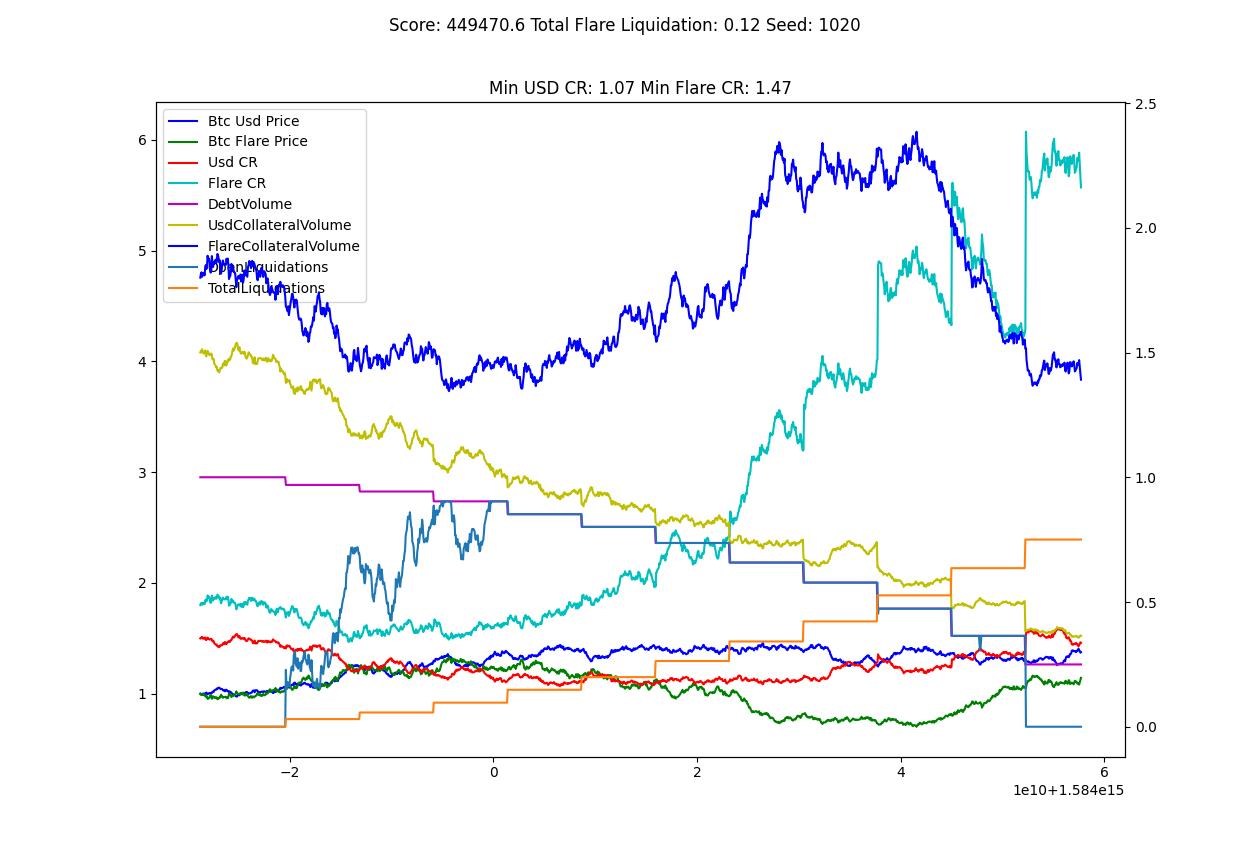 Score: 449470.6 Total Flare Liquidation: 0.12 Seed: 1020
Min USD CR: 1.07 Min Flare CR: 1.47
Btc Usd Price
Btc Flare Price
Usd CR
Flare CR
DebtVolume
UsdCollateralVolume
FlareCollateralVolume
OpenLiquidations
TotalLiquidations
6
5
4
3
2
1
2.5
2.0
1.5
1.0
0.5
0.0
−2
0
2
4
6
1e10+1.584e15